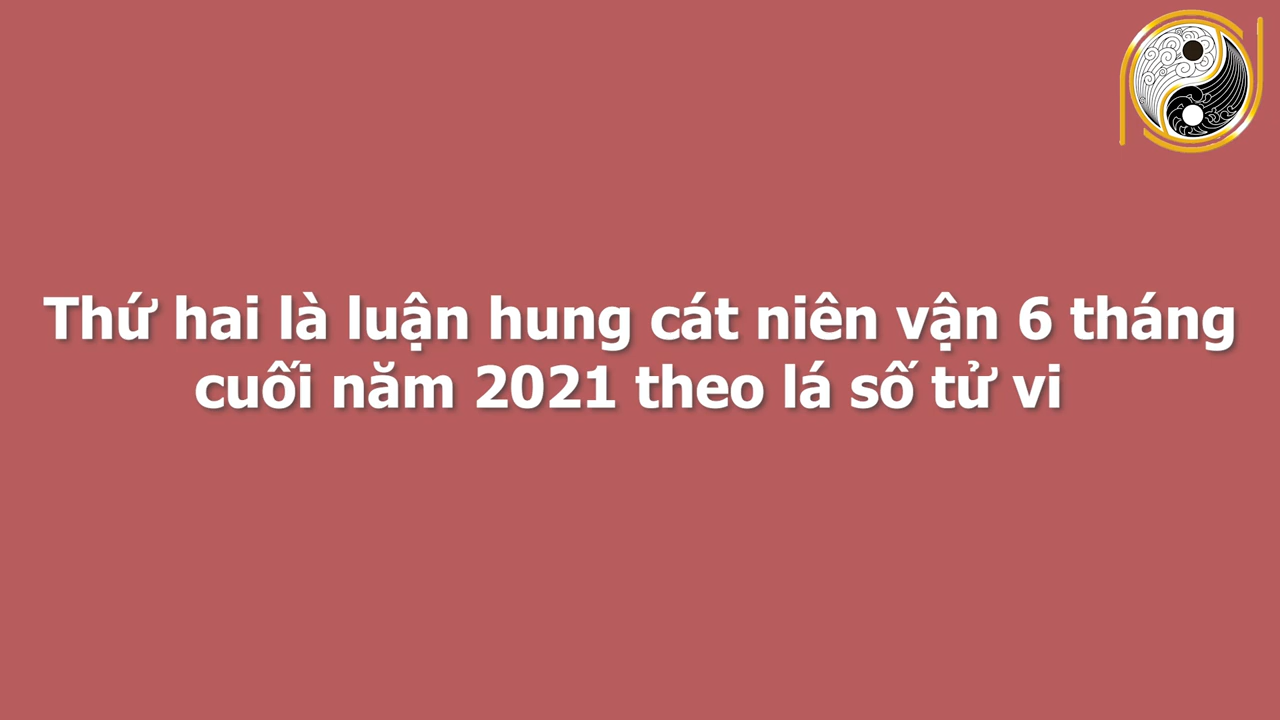 Thứ hai là luận hung cát niên vận 6 tháng
cuối năm 2021 theo lá số tử vi